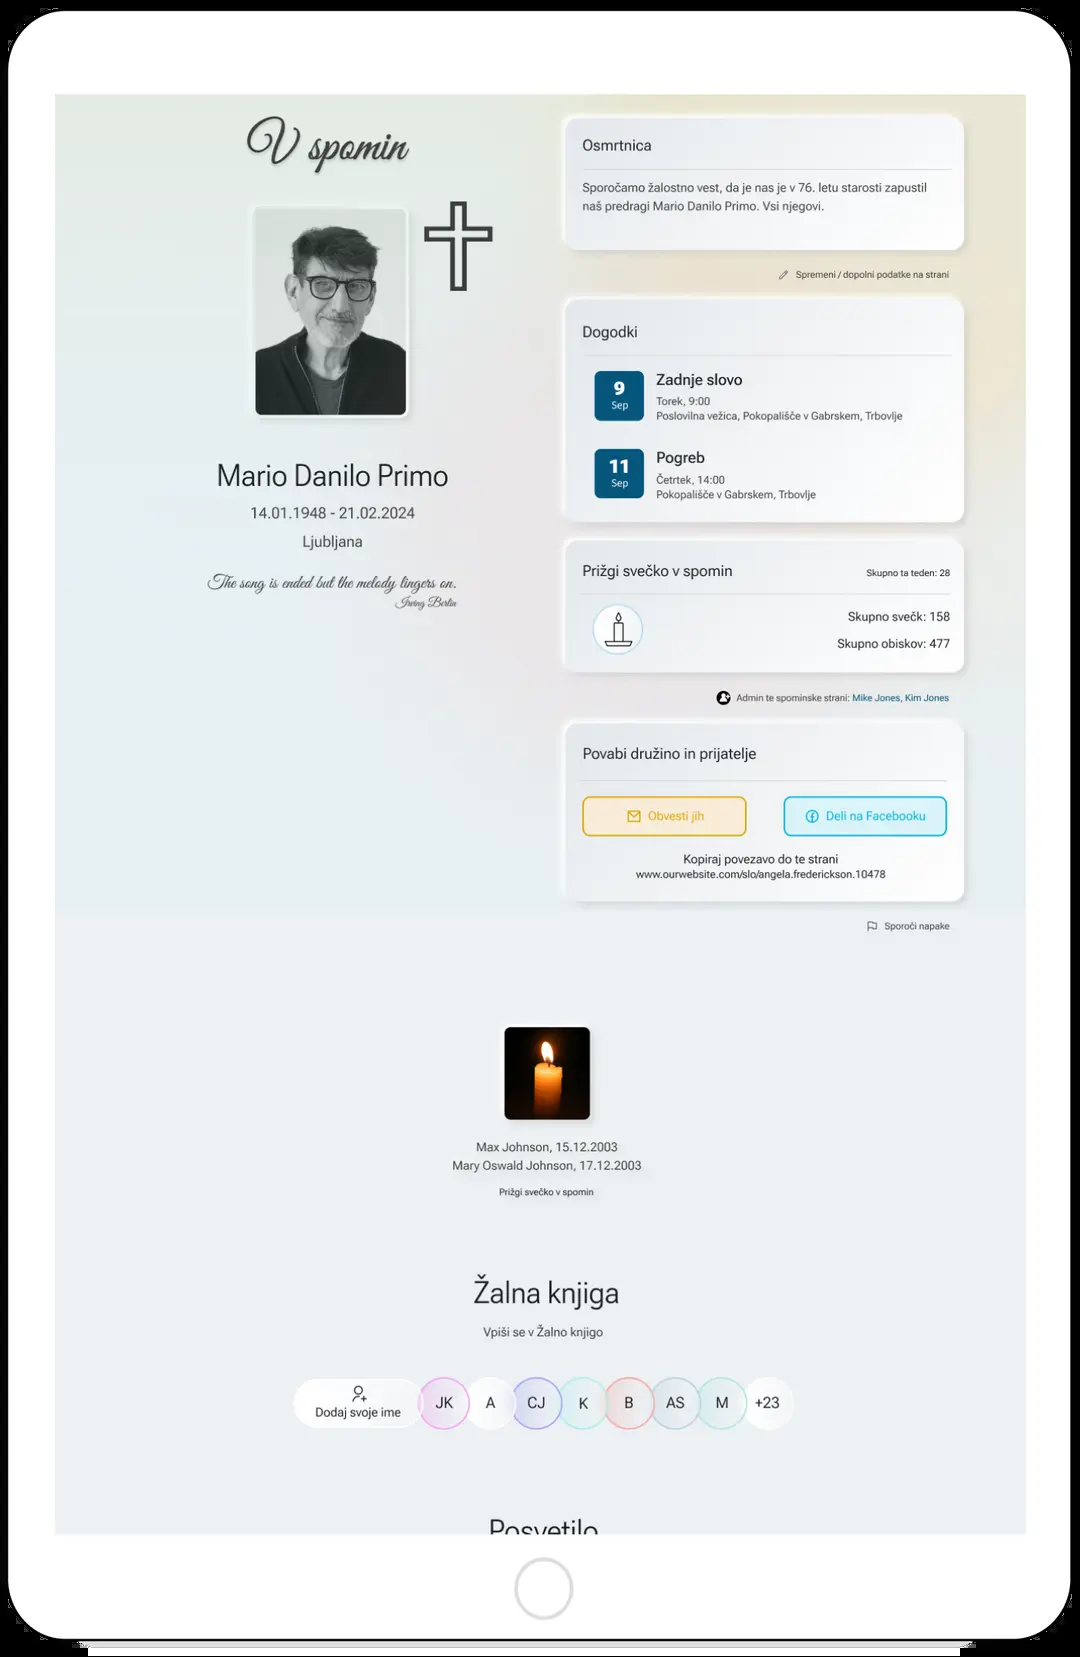 V spomin
Mario Danilo Primo
14.01.1948 - 21.02.2024
Ljubljana
The song is ended but the melody lingers on.
Irving Berlin
Osmrtnica
Sporočamo žalostno vest, da je nas je v 76. letu starosti zapustil
naš predragi Mario Danilo Primo. Vsi njegovi.
Spremeni / dopolni podatke na strani
Dogodki
9
Sep
Zadnje slovo
Torek, 9:00
Poslovilna vežica, Pokopališče v Gabrskem, Trbovlje
11
Sep
Pogreb
Četrtek, 14:00
Pokopališče v Gabrskem, Trbovlje
Prižgi svečko v spomin
Skupno ta teden: 28
Skupno svečk: 158
Skupno obiskov: 477
Admin te spominske strani: Mike Jones, Kim Jones
Povabi družino in prijatelje
Obvesti jih
Deli na Facebooku
Kopiraj povezavo do te strani
www.ourwebsite.com/slo/angela.frederickson.10478
Sporoči napake
Max Johnson, 15.12.2003
Mary Oswald Johnson, 17.12.2003
Prižgi svečko v spomin
Žalna knjiga
Vpiši se v Žalno knjigo
Dodaj svoje ime
JK A CJ K B AS M +23
Posvetilo